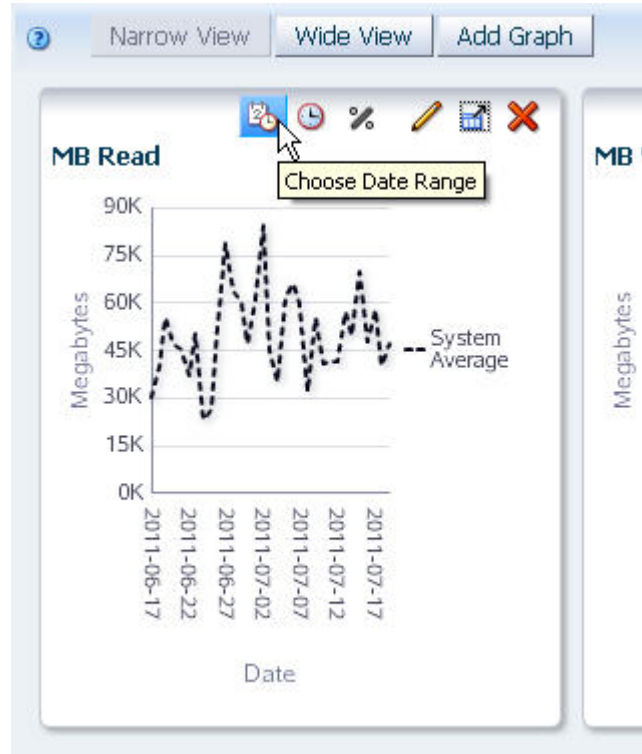 Narrow View
Wide View
Add Graph
MB Read
Choose Date Range
MB
90K
75K
60K
45K
30K
15K
0K
Megabytes
System
Average
2011-06-17
2011-06-22
2011-06-27
2011-07-02
2011-07-07
2011-07-12
2011-07-17
Date
Megabytes